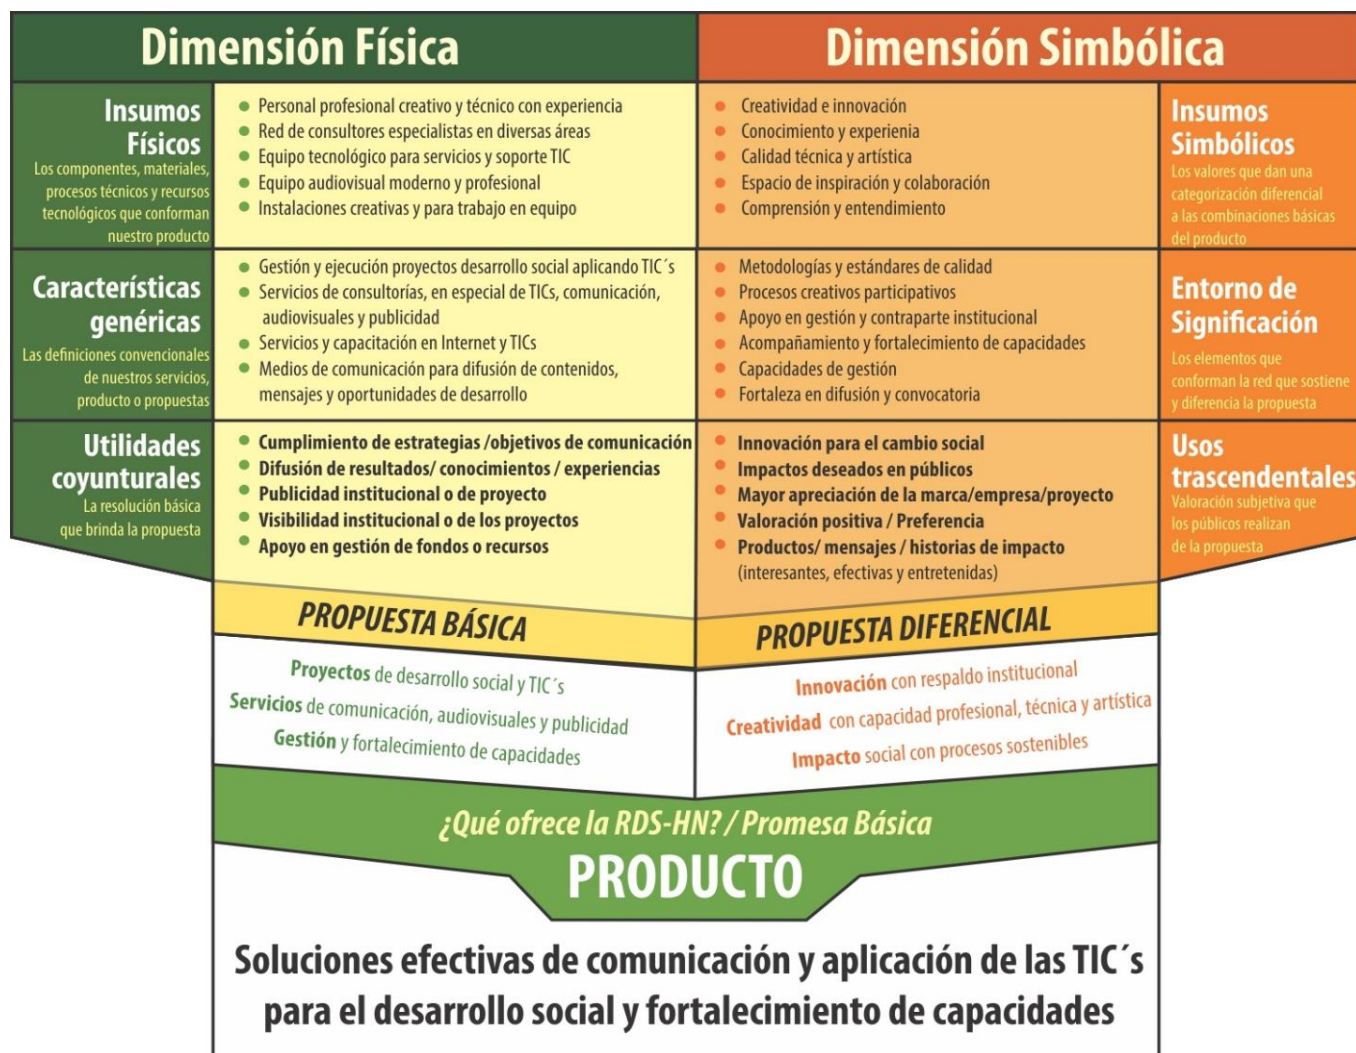 Dimensión Física
Dimensión Simbólica
Insumos
Físicos
Los componentes, materiales,
procesos técnicos y recursos
tecnológicos que conforman
nuestro producto
Personal profesional creativo y técnico con experiencia
Red de consultores especialistas en diversas áreas
Equipo tecnológico para servicios y soporte TIC
Equipo audiovisual moderno y profesional
Instalaciones creativas y para trabajo en equipo
Creatividad e innovación
Conocimiento y experienia
Calidad técnica y artística
Espacio de inspiración y colaboración
Comprensión y entendimiento
Insumos
Simbólicos
Los valores que dan una
categorización diferencial
a las combinaciones básicas
del producto
Características
genéricas
Las definiciones convencionales
de nuestros servicios,
producto o propuestas
Gestión y ejecución proyectos desarrollo social aplicando TIC´s
Servicios de consultorías, en especial de TICs, comunicación,
audiovisuales y publicidad
Servicios y capacitación en Internet y TICs
Medios de comunicación para difusión de contenidos,
mensajes y oportunidades de desarrollo
Metodologías y estándares de calidad
Procesos creativos participativos
Apoyo en gestión y contraparte institucional
Acompañamiento y fortalecimiento de capacidades
Capacidades de gestión
Fortaleza en difusión y convocatoria
Entorno de
Significación
Los elementos que
conforman la red que sostiene
y diferencia la propuesta
Utilidades
coyunturales
La resolución básica
que brinda la propuesta
Cumplimiento de estrategias /objetivos de comunicación
Difusión de resultados/ conocimientos / experiencias
Publicidad institucional o de proyecto
Visibilidad institucional o de los proyectos
Apoyo en gestión de fondos o recursos
Innovación para el cambio social
Impactos deseados en públicos
Mayor apreciación de la marca/empresa/proyecto
Valoración positiva / Preferencia
Productos/ mensajes / historias de impacto
(interesantes, efectivas y entretenidas)
Usos
trascendentales
Valoración subjetiva que
los públicos realizan
de la propuesta
PROPUESTA BÁSICA
PROPUESTA DIFERENCIAL
Proyectos de desarrollo social y TIC´s
Servicios de comunicación, audiovisuales y publicidad
Gestión y fortalecimiento de capacidades
Innovación con respaldo institucional
Creatividad con capacidad profesional, técnica y artística
Impacto social con procesos sostenibles
¿Qué ofrece la RDS-HN? / Promesa Básica
PRODUCTO
Soluciones efectivas de comunicación y aplicación de las TIC´s
para el desarrollo social y fortalecimiento de capacidades